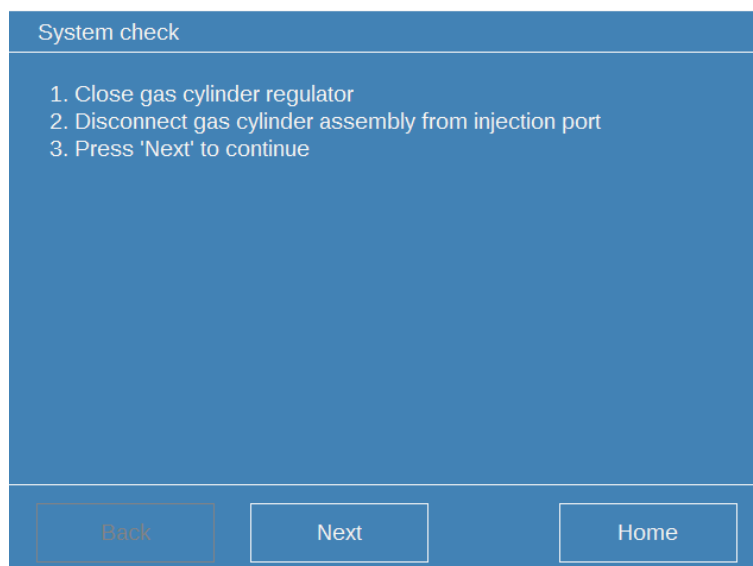 System check
1. Close gas cylinder regulator
2. Disconnect gas cylinder assembly from injection port
3. Press 'Next' to continue
Back
Next
Home